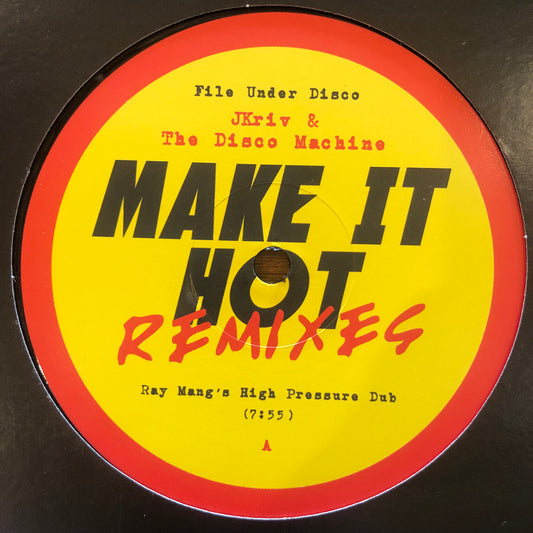 File Under Disco
JKriv &
The Disco Machine
MAKE IT
HOT
REMIXES
Ray Mang's High Pressure Dub
(7:55)
A